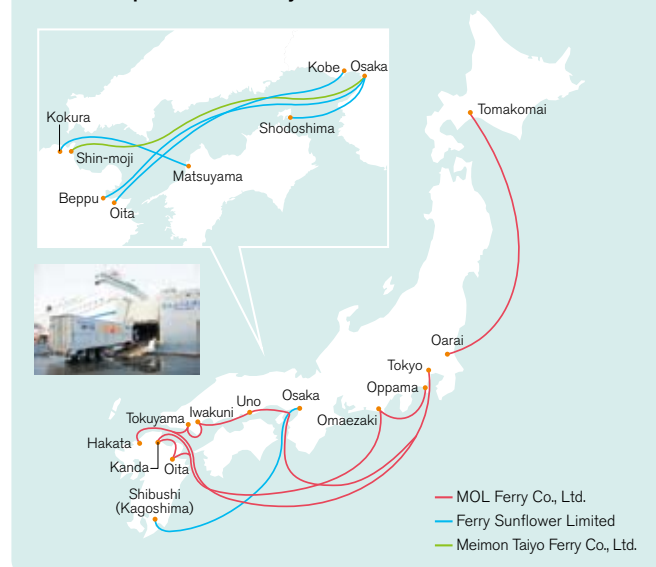 Kobe
Osaka
Kokura
Shodoshima
Shin-moji
Matsuyama
Beppu
Oita
Tomakomai
Oarai
Tokyo
Oppama
Omaezaki
Osaka
Uno
Iwakuni
Tokuyama
Hakata
Kanda
Oita
Shibushi
(Kagoshima)
MOL Ferry Co., Ltd.
Ferry Sunflower Limited
Meimon Taiyo Ferry Co., Ltd.